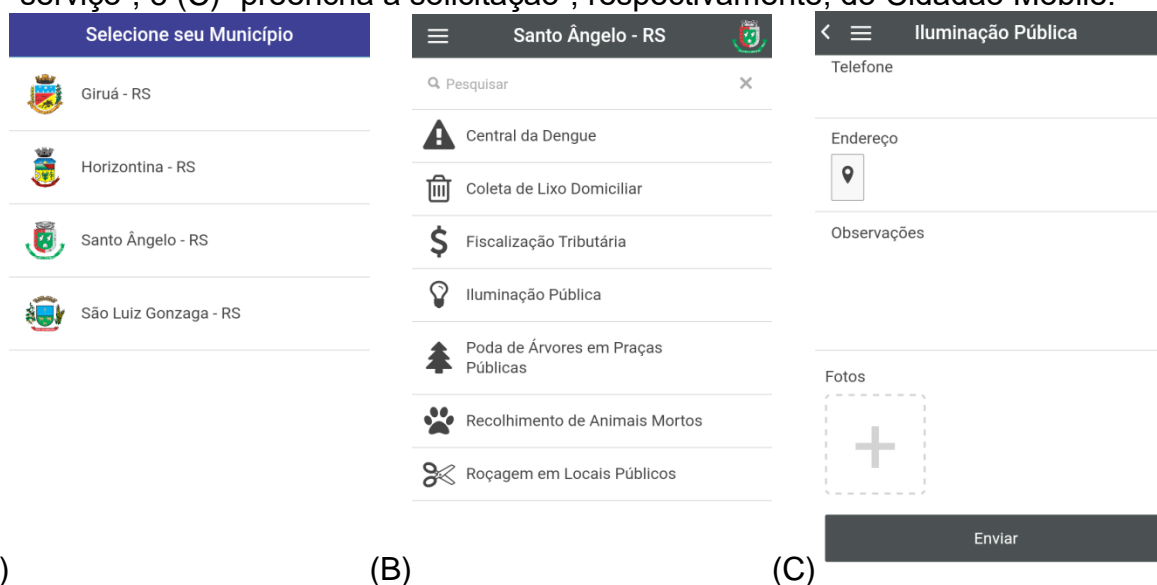 serviço", e (C) "preencha a solicitação", respectivamente, do Cidadão Mobile.
Selecione seu Município
Giruá - RS
Horizontina - RS
Santo Ângelo - RS
São Luiz Gonzaga - RS
)
Santo Ângelo - RS
Pesquisar
Central da Dengue
Coleta de Lixo Domiciliar
Fiscalização Tributária
Iluminação Pública
Poda de Árvores em Praças
Públicas
Recolhimento de Animais Mortos
Roçagem em Locais Públicos
(B)
Iluminação Pública
Telefone
Endereço
Observações
Fotos
Enviar
(C)